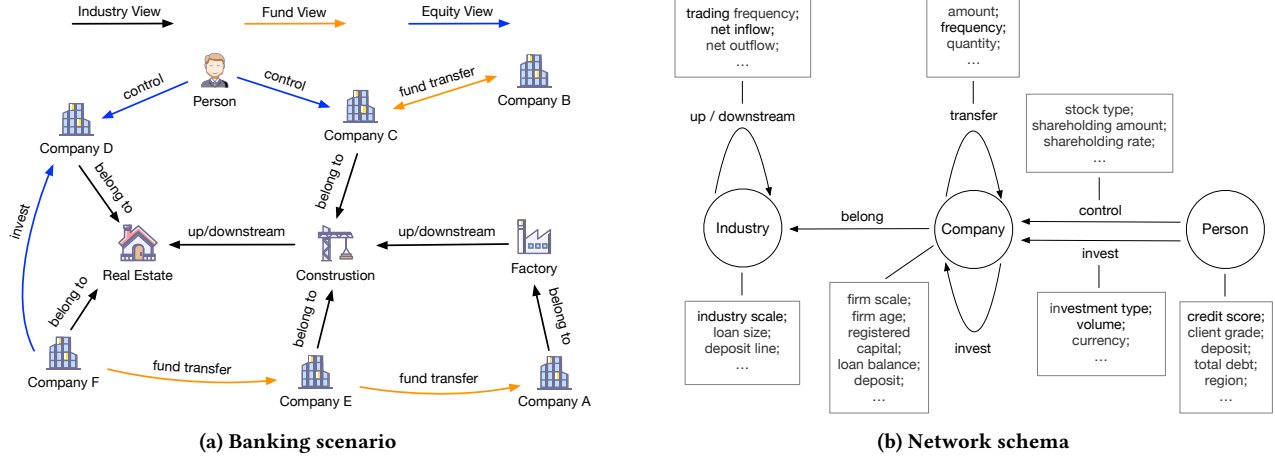 Industry View
Fund View
Equity View
Person
control
control
fund transfer
Company B
Company C
Company D
belong to
belong to
invest
up/downstream
up/downstream
Real Estate
Constrution
Factory
belong to
belong to
belong to
fund transfer
fund transfer
Company F
Company E
Company A
(a) Banking scenario
trading frequency;
net inflow;
net outflow;
...
amount;
frequency;
quantity;
...
up / downstream
transfer
stock type;
shareholding amount;
shareholding rate;
...
Industry
belong
Company
control
invest
Person
industry scale;
loan size;
deposit line;
...
firm scale;
firm age;
registered
capital;
loan balance;
deposit;
...
invest
investment type;
volume;
currency;
...
credit score;
client grade;
deposit;
total debt;
region;
...
(b) Network schema